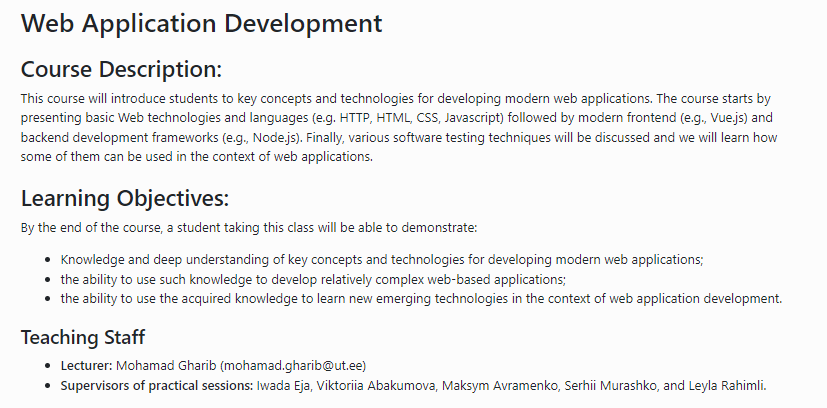 Web Application Development
Course Description:
This course will introduce students to key concepts and technologies for developing modern web applications. The course starts by
presenting basic Web technologies and languages (e.g. HTTP, HTML, CSS, Javascript) followed by modern frontend (e.g., Vue.js) and
backend development frameworks (e.g., Node.js). Finally, various software testing techniques will be discussed and we will learn how
some of them can be used in the context of web applications.
Learning Objectives:
By the end of the course, a student taking this class will be able to demonstrate:
• Knowledge and deep understanding of key concepts and technologies for developing modern web applications;
• the ability to use such knowledge to develop relatively complex web-based applications;
• the ability to use the acquired knowledge to learn new emerging technologies in the context of web application development.
Teaching Staff
• Lecturer: Mohamad Gharib (mohamad.gharib@ut.ee)
• Supervisors of practical sessions: Iwada Eja, Viktoriia Abakumova, Maksym Avramenko, Serhii Murashko, and Leyla Rahimli.